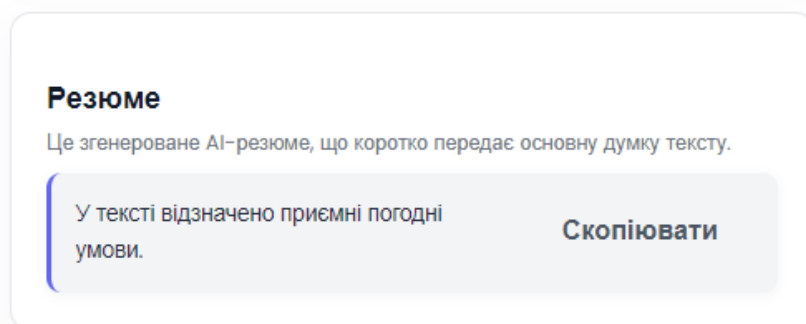 Резюме
Це згенероване AI-резюме, що коротко передає основну думку тексту.
У тексті відзначено приємні погодні
умови.
Скопіювати